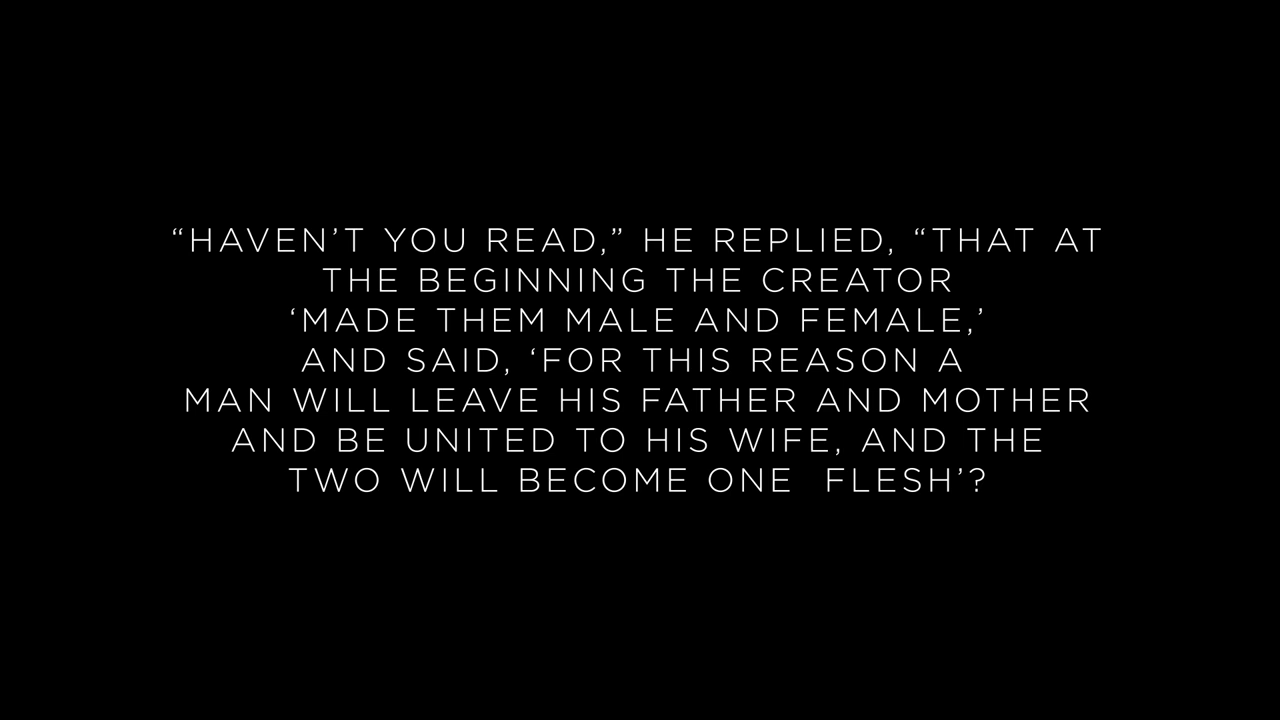 “HAVEN’T YOU READ,” HE REPLIED, “THAT AT
THE BEGINNING THE CREATOR
‘MADE THEM MALE AND FEMALE,’
AND SAID, ‘FOR THIS REASON A
MAN WILL LEAVE HIS FATHER AND MOTHER
AND BE UNITED TO HIS WIFE, AND THE
TWO WILL BECOME ONE  FLESH’?